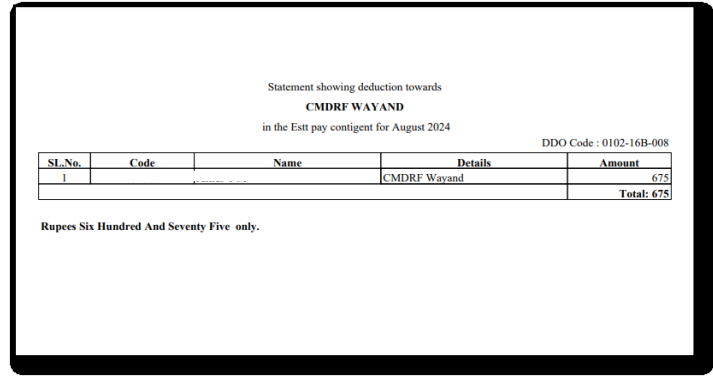 Statement showing deduction towards
CMDRF WAYAND
in the Estt pay contigent for August 2024
DDO Code : 0102-16B-008
SL.No. Code Name Details Amount
1 CMDRF Wayand 675
Total: 675
Rupees Six Hundred And Seventy Five only.